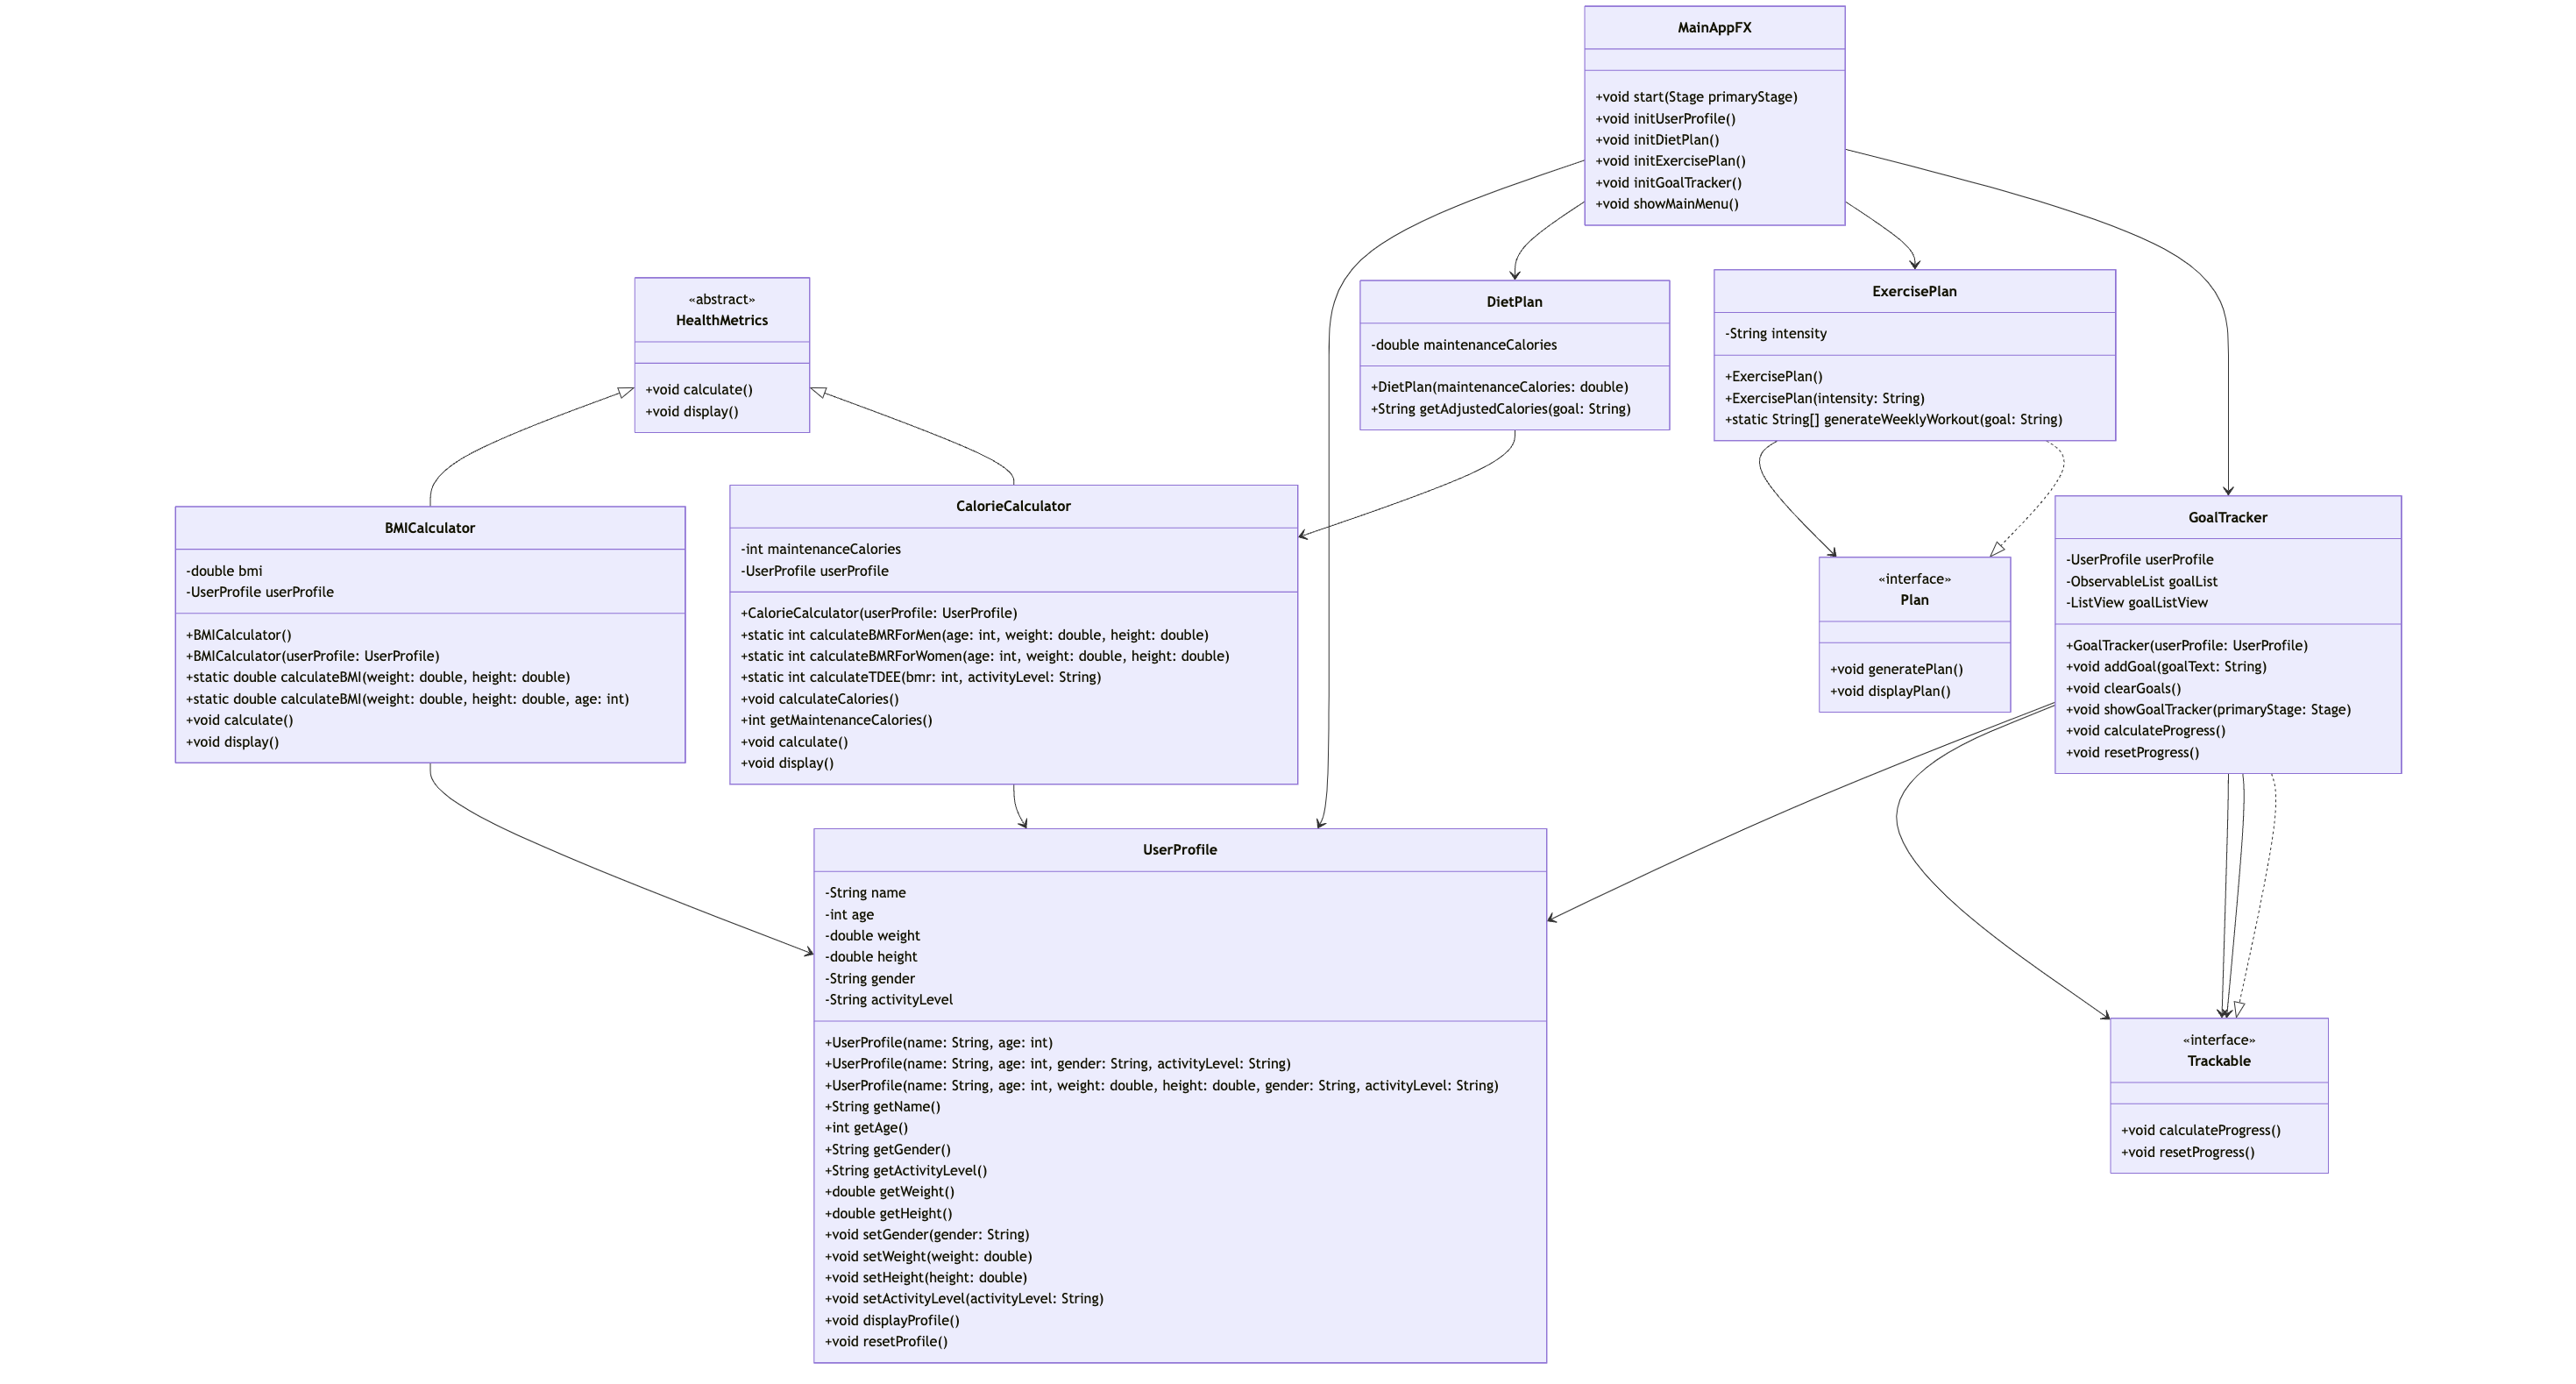 MainAppFX
+void start(Stage primaryStage)
+void initUserProfile()
+void initDietPlan()
+void initExercisePlan()
+void initGoalTracker()
+void showMainMenu()
«abstract»
HealthMetrics
+void calculate()
+void display()
DietPlan
-double maintenanceCalories
+DietPlan(maintenanceCalories: double)
+String getAdjustedCalories(goal: String)
ExercisePlan
-String intensity
+ExercisePlan()
+ExercisePlan(intensity: String)
+static String[] generateWeeklyWorkout(goal: String)
BMICalculator
-double bmi
-UserProfile userProfile
+BMICalculator()
+BMICalculator(userProfile: UserProfile)
+static double calculateBMI(weight: double, height: double)
+static double calculateBMI(weight: double, height: double, age: int)
+void calculate()
+void display()
CalorieCalculator
-int maintenanceCalories
-UserProfile userProfile
+CalorieCalculator(userProfile: UserProfile)
+static int calculateBMRForMen(age: int, weight: double, height: double)
+static int calculateBMRForWomen(age: int, weight: double, height: double)
+static int calculateTDEE(bmr: int, activityLevel: String)
+void calculateCalories()
+int getMaintenanceCalories()
+void calculate()
+void display()
«interface»
Plan
+void generatePlan()
+void displayPlan()
GoalTracker
-UserProfile userProfile
-ObservableList goalList
-ListView goalListView
+GoalTracker(userProfile: UserProfile)
+void addGoal(goalText: String)
+void clearGoals()
+void showGoalTracker(primaryStage: Stage)
+void calculateProgress()
+void resetProgress()
UserProfile
-String name
-int age
-double weight
-double height
-String gender
-String activityLevel
+UserProfile(name: String, age: int)
+UserProfile(name: String, age: int, gender: String, activityLevel: String)
+UserProfile(name: String, age: int, weight: double, height: double, gender: String, activityLevel: String)
+String getName()
+int getAge()
+String getGender()
+String getActivityLevel()
+double getWeight()
+double getHeight()
+void setGender(gender: String)
+void setWeight(weight: double)
+void setHeight(height: double)
+void setActivityLevel(activityLevel: String)
+void displayProfile()
+void resetProfile()
«interface»
Trackable
+void calculateProgress()
+void resetProgress()